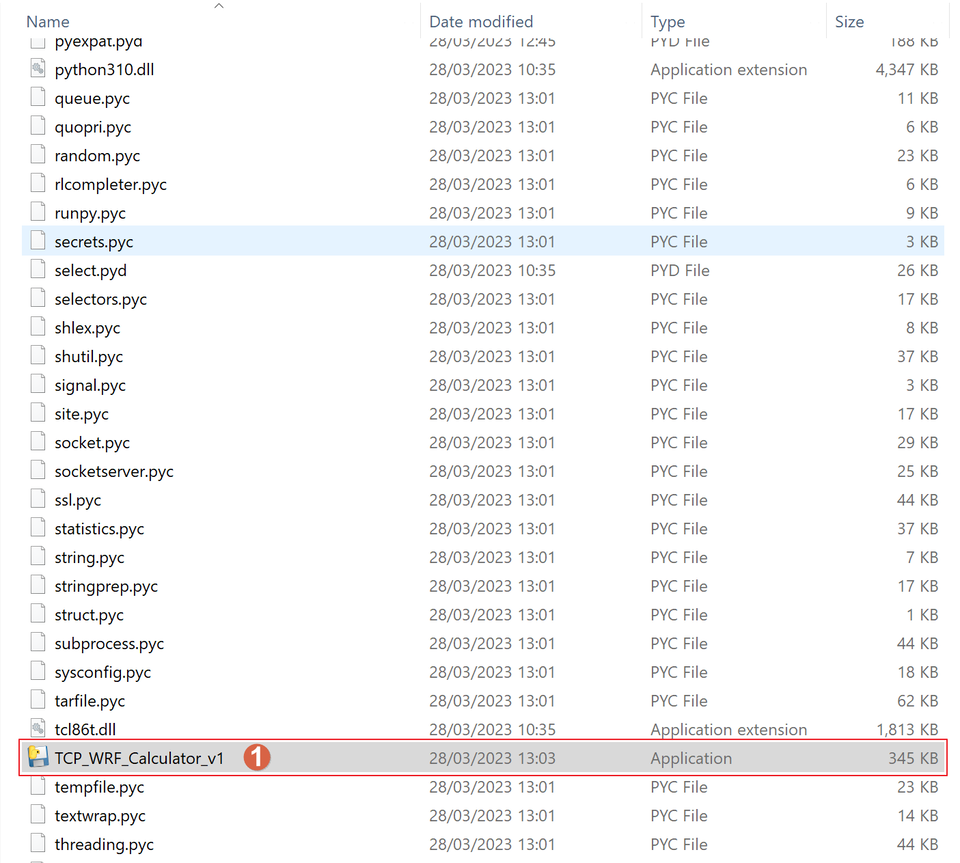 Name Date modified Type Size
pyexpat.pyd 28/03/2023 12:45 PYD File 188 KB
python310.dll 28/03/2023 10:35 Application extension 4,347 KB
queue.pyc 28/03/2023 13:01 PYC File 11 KB
quopri.pyc 28/03/2023 13:01 PYC File 6 KB
random.pyc 28/03/2023 13:01 PYC File 23 KB
rlcompleter.pyc 28/03/2023 13:01 PYC File 6 KB
runpy.pyc 28/03/2023 13:01 PYC File 9 KB
secrets.pyc 28/03/2023 13:01 PYC File 3 KB
select.pyd 28/03/2023 10:35 PYD File 26 KB
selectors.pyc 28/03/2023 13:01 PYC File 17 KB
shlex.pyc 28/03/2023 13:01 PYC File 8 KB
shutil.pyc 28/03/2023 13:01 PYC File 37 KB
signal.pyc 28/03/2023 13:01 PYC File 3 KB
site.pyc 28/03/2023 13:01 PYC File 17 KB
socket.pyc 28/03/2023 13:01 PYC File 29 KB
socketserver.pyc 28/03/2023 13:01 PYC File 25 KB
ssl.pyc 28/03/2023 13:01 PYC File 44 KB
statistics.pyc 28/03/2023 13:01 PYC File 37 KB
string.pyc 28/03/2023 13:01 PYC File 7 KB
stringprep.pyc 28/03/2023 13:01 PYC File 17 KB
struct.pyc 28/03/2023 13:01 PYC File 1 KB
subprocess.pyc 28/03/2023 13:01 PYC File 44 KB
sysconfig.pyc 28/03/2023 13:01 PYC File 18 KB
tarfile.pyc 28/03/2023 13:01 PYC File 62 KB
tcl86t.dll 28/03/2023 10:35 Application extension 1,813 KB
TCP_WRF_Calculator_v1 1 28/03/2023 13:03 Application 345 KB
tempfile.pyc 28/03/2023 13:01 PYC File 23 KB
textwrap.pyc 28/03/2023 13:01 PYC File 14 KB
threading.pyc 28/03/2023 13:01 PYC File 44 KB